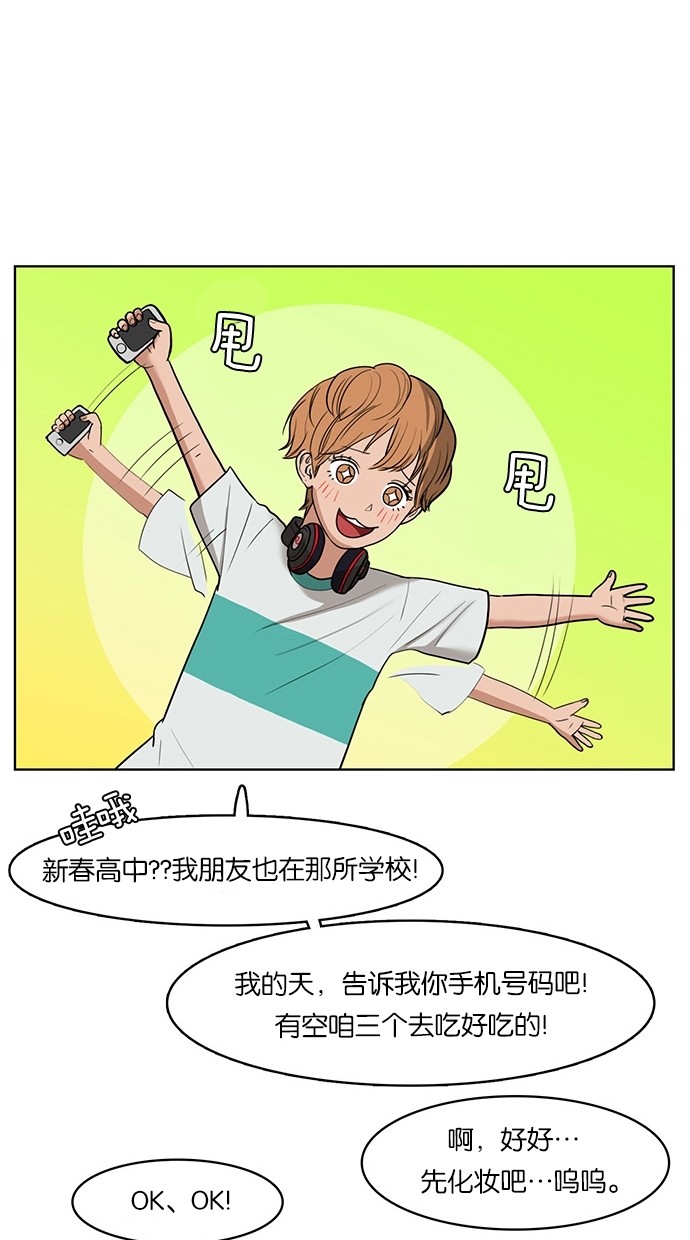 甩
甩
哇哦
新春高中??我朋友也在那所学校!
我的天，告诉我你手机号码吧!
有空咱三个去吃好吃的!
啊，好好…
先化妆吧…呜呜。
OK、OK!